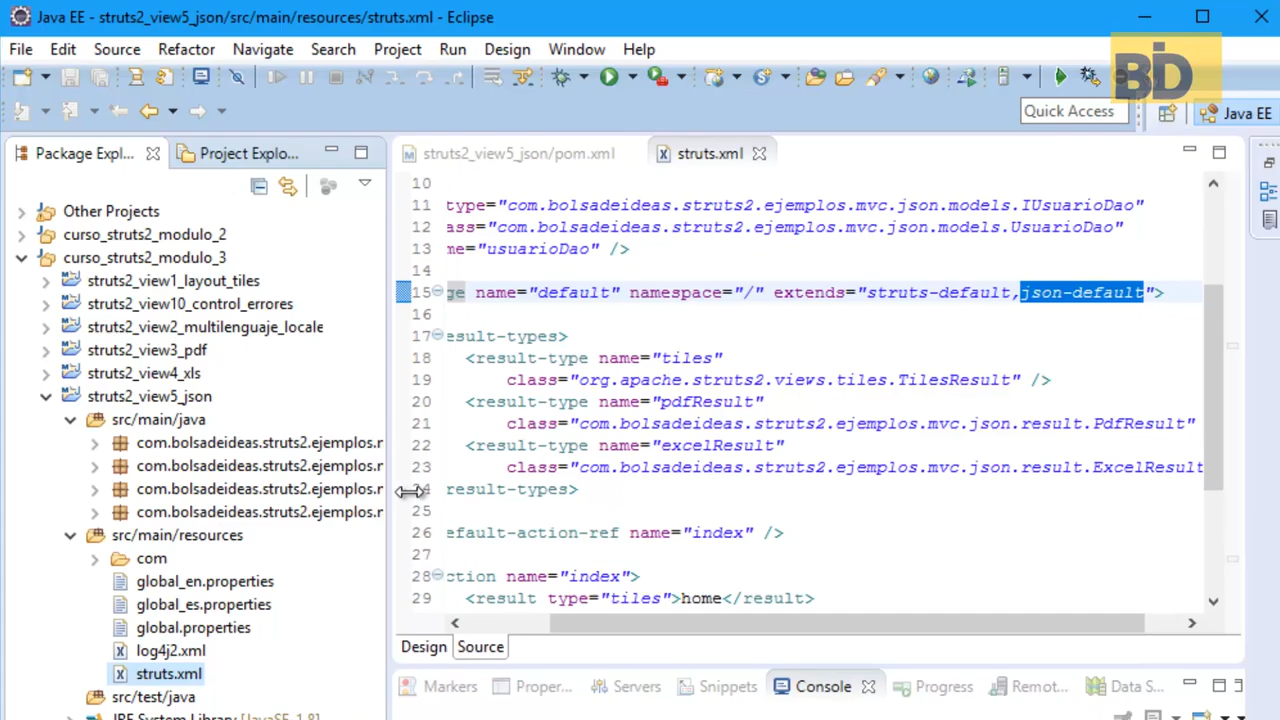 Java EE - struts2_view5_json/src/main/resources/struts.xml - Eclipse
File Edit Source Refactor Navigate Search Project Run Design Window Help
BD
Quick Access
Java EE
Package Expl...
Project Explo...
struts2_view5_json/pom.xml
struts.xml
Other Projects
curso_struts2_modulo_2
curso_struts2_modulo_3
struts2_view1_layout_tiles
struts2_view10_control_errores
struts2_view2_multilenguaje_locale
struts2_view3_pdf
struts2_view4_xls
struts2_view5_json
src/main/java
com.bolsadeideas.struts2.ejemplos.r
com.bolsadeideas.struts2.ejemplos.r
com.bolsadeideas.struts2.ejemplos.r
com.bolsadeideas.struts2.ejemplos.r
src/main/resources
com
global_en.properties
global_es.properties
global.properties
log4j2.xml
struts.xml
src/test/java
JRE System Library [JavaSE-1.8]
10
11 type="com.bolsadeideas.struts2.ejemplos.mvc.json.models.IUsuarioDao"
12 ass="com.bolsadeideas.struts2.ejemplos.mvc.json.models.UsuarioDao"
13 me="usuarioDao" />
14
15 ge name="default" namespace="/" extends="struts-default,json-default">
16
17 esult-types>
18 <result-type name="tiles"
19 class="org.apache.struts2.views.tiles.TilesResult" />
20 <result-type name="pdfResult"
21 class="com.bolsadeideas.struts2.ejemplos.mvc.json.result.PdfResult"
22 <result-type name="excelResult"
23 class="com.bolsadeideas.struts2.ejemplos.mvc.json.result.ExcelResult
24 result-types>
25
26 efault-action-ref name="index" />
27
28 ction name="index">
29 <result type="tiles">home</result>
Design Source
Markers Proper... Servers Snippets Console Progress Remot... Data S...